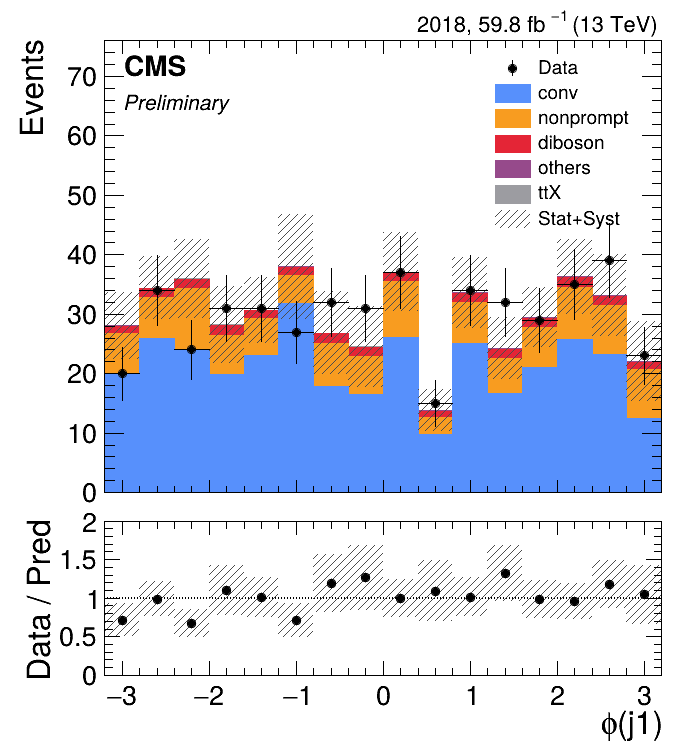 2018, 59.8 fb⁻¹ (13 TeV)
Events
CMS
Preliminary
Data
conv
nonprompt
diboson
others
ttX
Stat+Syst
70
60
50
40
30
20
10
0
Data / Pred
2
1.5
1
0.5
0
−3 −2 −1 0 1 2 3
ϕ(j1)